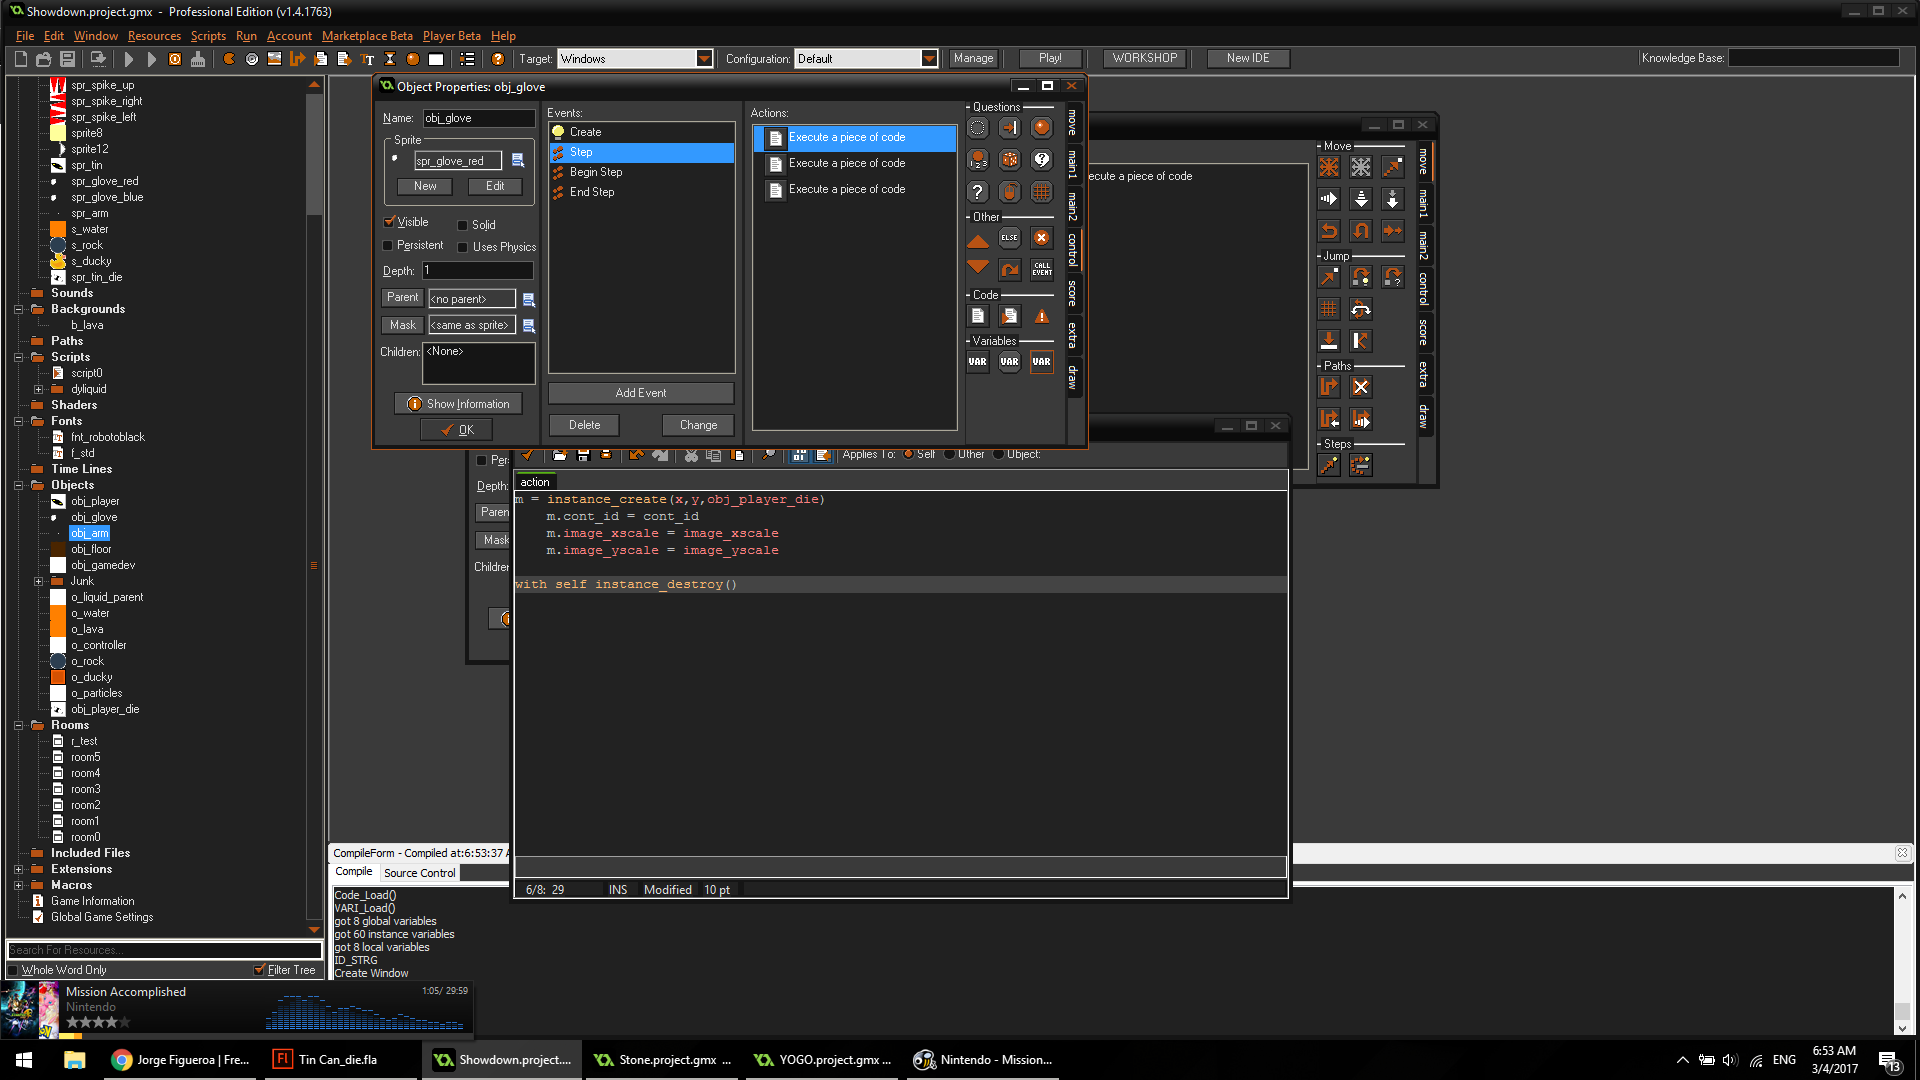 Showdown.project.gmx - Professional Edition (v1.4.1763)
File Edit Window Resources Scripts Run Account Marketplace Beta Player Beta Help
Target: Windows Configuration: Default Manage Play! WORKSHOP New IDE Knowledge Base:
spr_spike_up
spr_spike_right
spr_spike_left
sprite8
sprite12
spr_tin
spr_glove_red
spr_glove_blue
spr_arm
s_water
s_rock
s_ducky
spr_tin_die
Sounds
Backgrounds
b_lava
Paths
Scripts
script0
dyliquid
Shaders
Fonts
fnt_robotoblack
f_std
Time Lines
Objects
obj_player
obj_glove
obj_arm
obj_floor
obj_gamedev
Junk
o_liquid_parent
o_water
o_lava
o_controller
o_rock
o_ducky
o_particles
obj_player_die
Rooms
r_test
room5
room4
room3
room2
room1
room0
Included Files
Extensions
Macros
Game Information
Global Game Settings
Search For Resources...
Whole Word Only Filter Tree
Object Properties: obj_glove
Name: obj_glove
Sprite
spr_glove_red
New Edit
Visible Solid
Persistent Uses Physics
Depth: 1
Parent <no parent>
Mask <same as sprite>
Children: <None>
Show Information
OK
Events:
Create
Step
Begin Step
End Step
Add Event
Delete Change
Actions:
Execute a piece of code
Execute a piece of code
Execute a piece of code
Questions
1 2 3
?
?
Other
ELSE
CALL EVENT
Code
Variables
VAR VAR VAR
move
main1
main2
control
score
extra
draw
ecute a piece of code
Move
Jump
Paths
Steps
move
main1
main2
control
score
extra
draw
Per
Depth:
Paren
Mask
Childre
Applies To: Self Other Object:
action
m = instance_create(x,y,obj_player_die)
m.cont_id = cont_id
m.image_xscale = image_xscale
m.image_yscale = image_yscale
with self instance_destroy()
6/8: 29 INS Modified 10 pt
CompileForm - Compiled at:6:53:37 A
Compile Source Control
Code_Load()
VARI_Load()
got 8 global variables
got 60 instance variables
got 8 local variables
ID_STRG
Create Window
Mission Accomplished 1:05/ 29:59
Nintendo
Jorge Figueroa | Fre...
Tin Can_die.fla
Showdown.project....
Stone.project.gmx ...
YOGO.project.gmx ...
Nintendo - Mission...
ENG
6:53 AM
3/4/2017
13